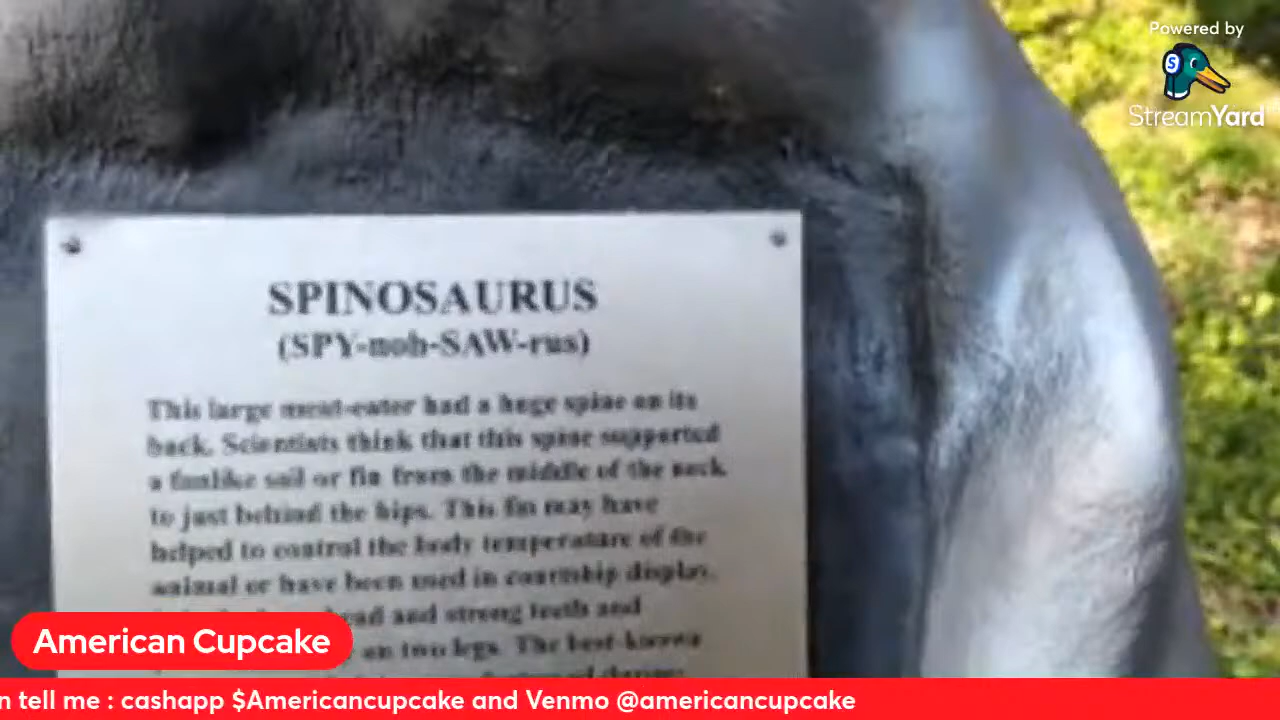 Powered by
StreamYard
SPINOSAURUS
(SPY-noh-SAW-rus)
This large meat-eater had a huge spine on its
back. Scientists think that this spine supported
a fanlike sail or fin from the middle of the neck
to just behind the hips. This fin may have
helped to control the body temperature of the
animal or have been used in courtship display.
head and strong teeth and
on two legs. The best-known
American Cupcake
n tell me : cashapp $Americancupcake and Venmo @americancupcake